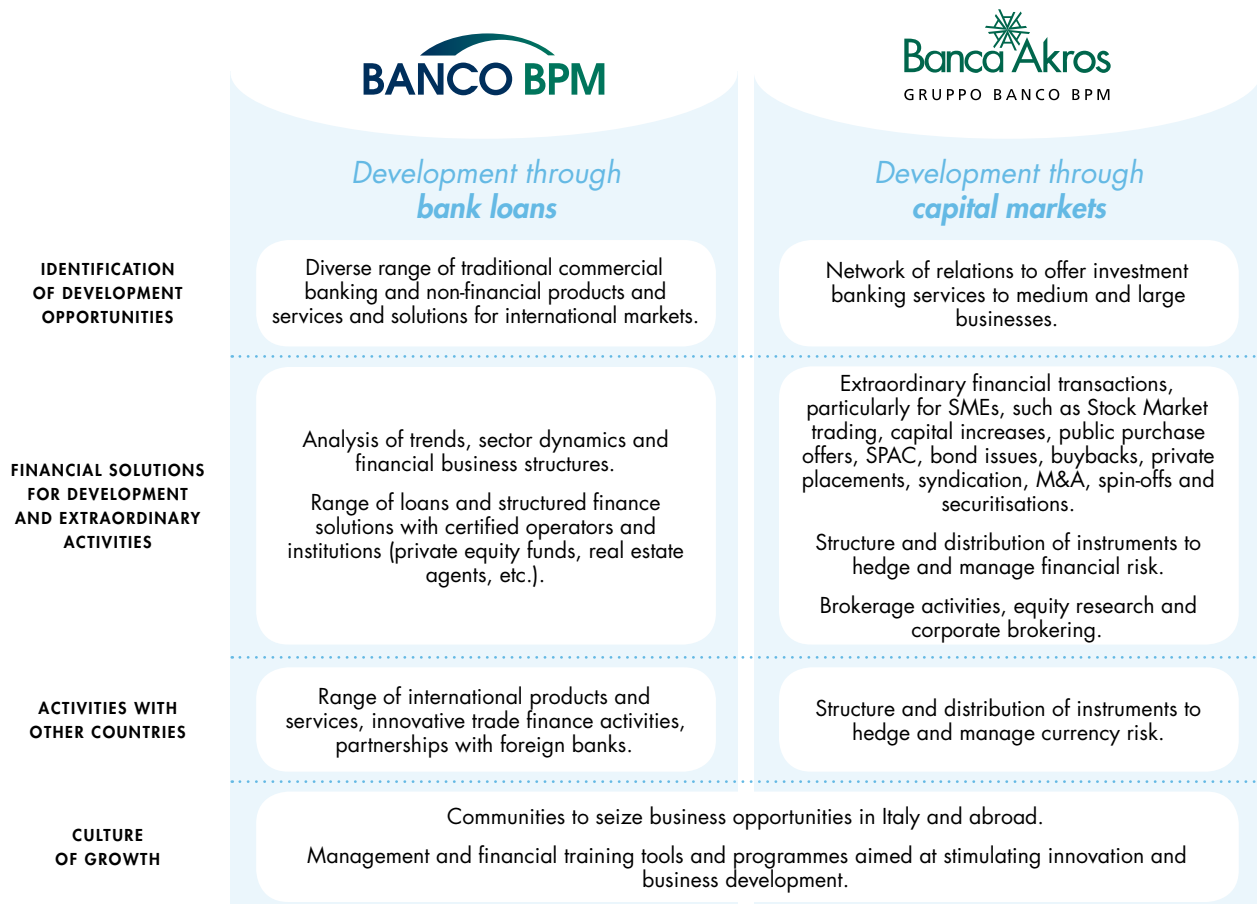 BANCO BPM
Banca Akros
GRUPPO BANCO BPM
Development through
bank loans
Development through
capital markets
IDENTIFICATION
OF DEVELOPMENT
OPPORTUNITIES
Diverse range of traditional commercial
banking and non-financial products and
services and solutions for international markets.
Network of relations to offer investment
banking services to medium and large
businesses.
FINANCIAL SOLUTIONS
FOR DEVELOPMENT
AND EXTRAORDINARY
ACTIVITIES
Analysis of trends, sector dynamics and
financial business structures.
Range of loans and structured finance
solutions with certified operators and
institutions (private equity funds, real estate
agents, etc.).
Extraordinary financial transactions,
particularly for SMEs, such as Stock Market
trading, capital increases, public purchase
offers, SPAC, bond issues, buybacks, private
placements, syndication, M&A, spin-offs and
securitisations.
Structure and distribution of instruments to
hedge and manage financial risk.
Brokerage activities, equity research and
corporate brokering.
ACTIVITIES WITH
OTHER COUNTRIES
Range of international products and
services, innovative trade finance activities,
partnerships with foreign banks.
Structure and distribution of instruments to
hedge and manage currency risk.
CULTURE
OF GROWTH
Communities to seize business opportunities in Italy and abroad.
Management and financial training tools and programmes aimed at stimulating innovation and
business development.